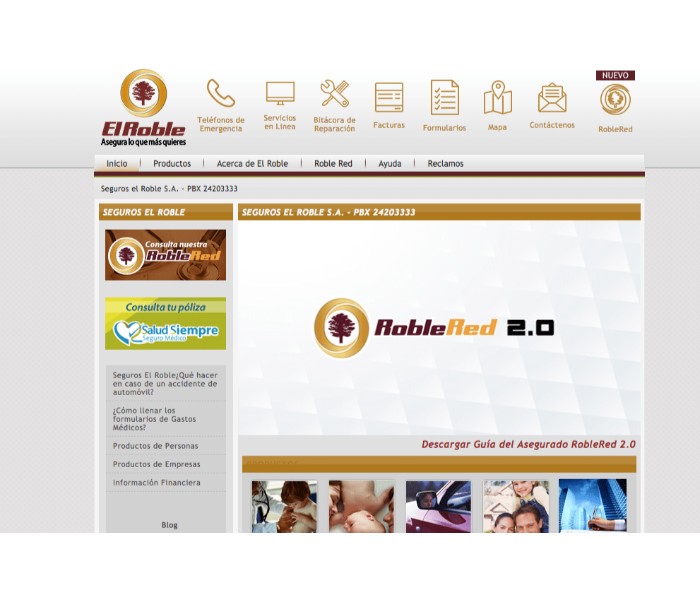 NUEVO
El Roble
Asegura lo que más quieres
Teléfonos de
Emergencia
Servicios
en Línea
Bitácora de
Reparación
Facturas
Formularios
Mapa
Contáctenos
RobleRed
Inicio Productos Acerca de El Roble Roble Red Ayuda Reclamos
Seguros el Roble S.A. - PBX 24203333
SEGUROS EL ROBLE
SEGUROS EL ROBLE S.A. - PBX 24203333
Consulta nuestra
RobleRed
Consulta tu póliza
Salud Siempre
Seguro Médico
RobleRed 2.0
Seguros El Roble¿Qué hacer
en caso de un accidente de
automóvil?
¿Cómo llenar los
formularios de Gastos
Médicos?
Productos de Personas
Productos de Empresas
Información Financiera
Blog
Descargar Guía del Asegurado RobleRed 2.0